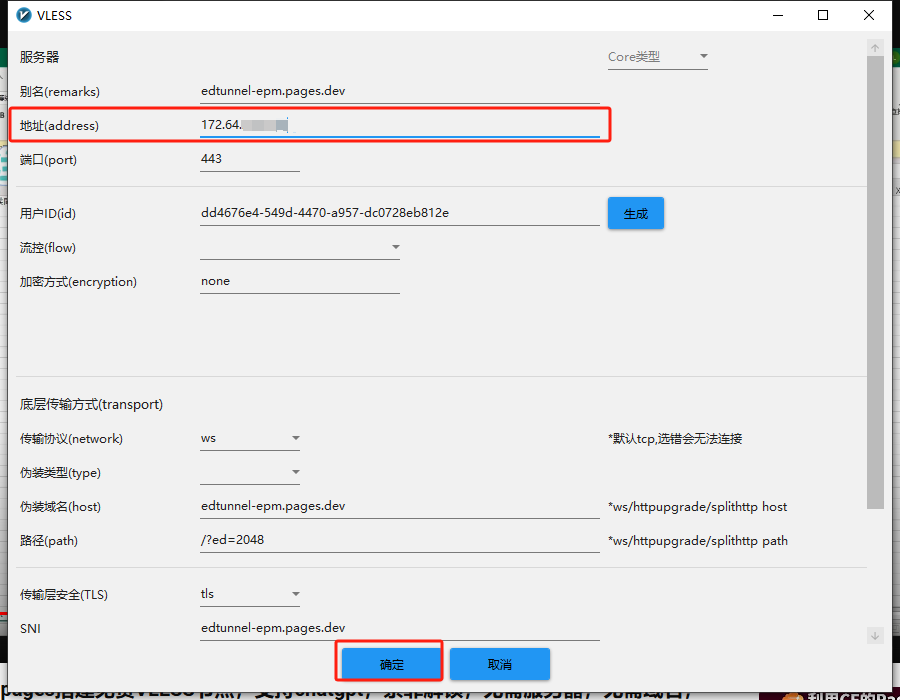 VLESS
服务器
Core类型
别名(remarks)
edtunnel-epm.pages.dev
地址(address)
172.64.
端口(port)
443
用户ID(id)
dd4676e4-549d-4470-a957-dc0728eb812e
生成
流控(flow)
加密方式(encryption)
none
底层传输方式(transport)
传输协议(network)
ws
*默认tcp,选错会无法连接
伪装类型(type)
伪装域名(host)
edtunnel-epm.pages.dev
*ws/httpupgrade/splithttp host
路径(path)
/?ed=2048
*ws/httpupgrade/splithttp path
传输层安全(TLS)
tls
SNI
edtunnel-epm.pages.dev
确定
取消